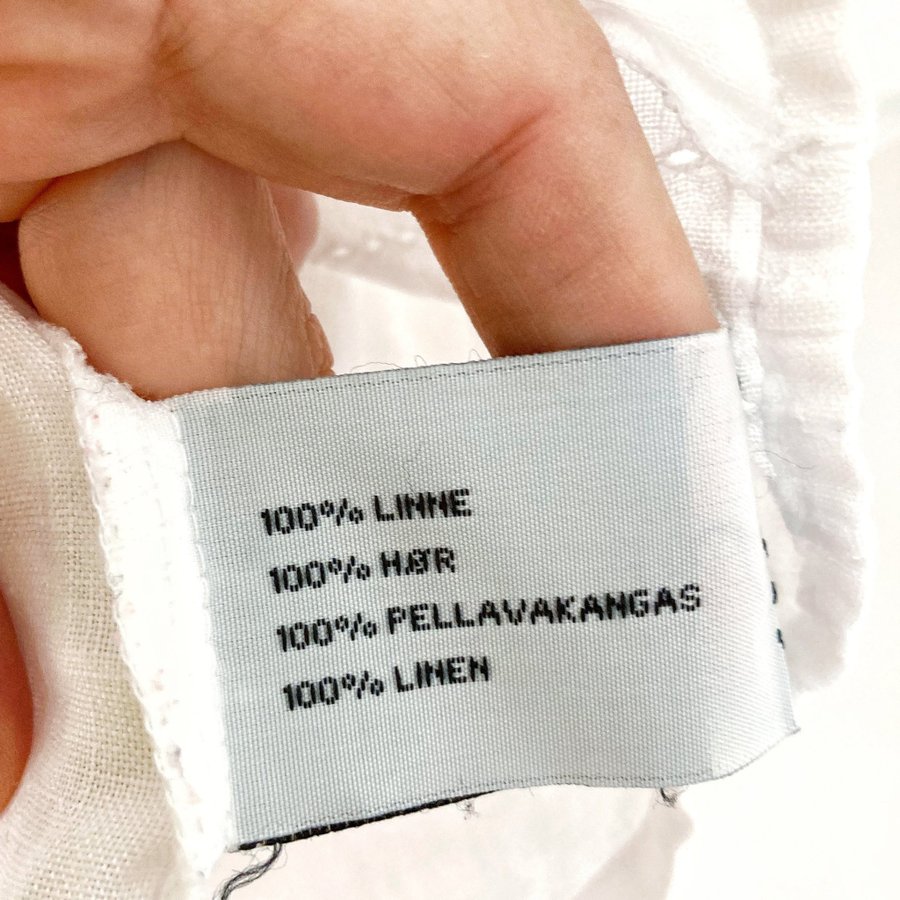 100% LINNE
100% HØR
100% PELLAVAKANGAS
100% LINEN